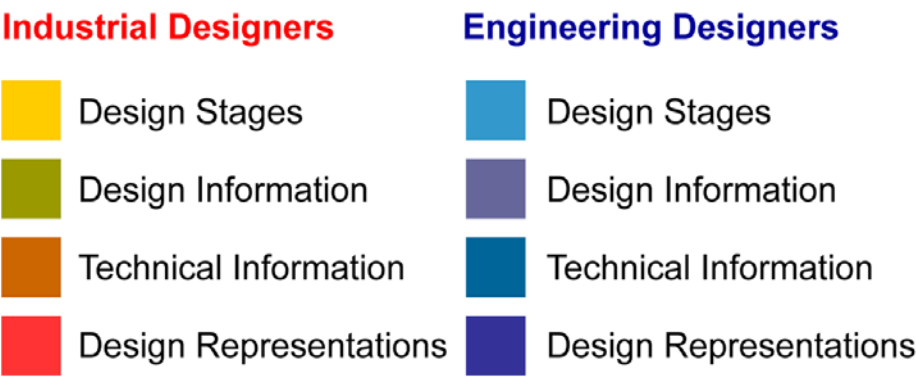 Industrial Designers
Design Stages
Design Information
Technical Information
Design Representations
Engineering Designers
Design Stages
Design Information
Technical Information
Design Representations